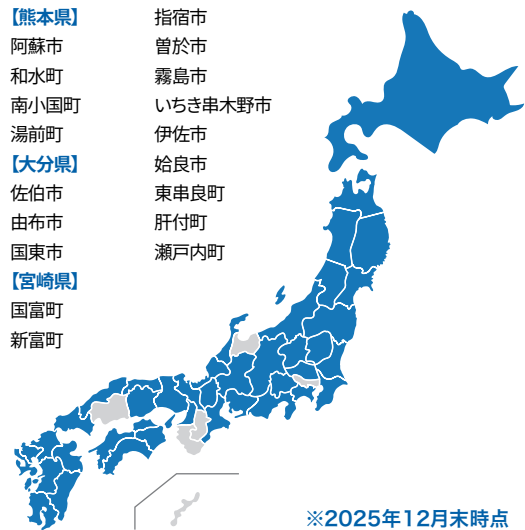 【熊本県】
阿蘇市
和水町
南小国町
湯前町
【大分県】
佐伯市
由布市
国東市
【宮崎県】
国富町
新富町
指宿市
曽於市
霧島市
いちき串木野市
伊佐市
姶良市
東串良町
肝付町
瀬戸内町
※2025年12月末時点